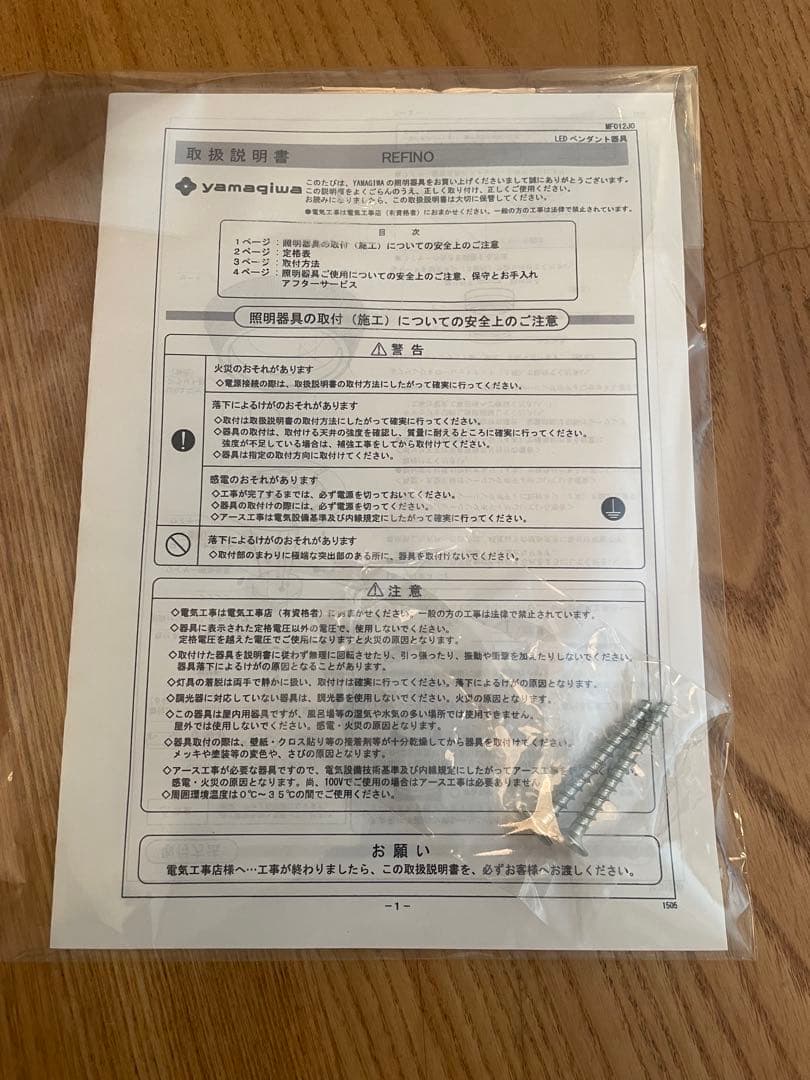 MF012J0
LEDペンダント器具
取扱説明書 REFINO
yamagiwa
このたびは、YAMAGIWAの照明器具をお買い上げくださいまして誠にありがとうございます。
この説明書をよくごらんのうえ、正しく取り付け、正しくご使用ください。
お読みになりましたら、この取扱説明書は大切に保管してください。
●電気工事は電気工事店（有資格者）におまかせください。一般の方の工事は法律で禁止されています。
目 次
1ページ：照明器具の取付（施工）についての安全上のご注意
2ページ：定格表
3ページ：取付方法
4ページ：照明器具ご使用についての安全上のご注意、保守とお手入れ
アフターサービス
照明器具の取付（施工）についての安全上のご注意
警 告
火災のおそれがあります
◇電源接続の際は、取扱説明書の取付方法にしたがって確実に行ってください。
落下によるけがのおそれがあります
◇取付は取扱説明書の取付方法にしたがって確実に行ってください。
◇器具の取付は、取付ける天井の強度を確認し、質量に耐えるところに確実に行ってください。
強度が不足している場合は、補強工事をしてから取付けてください。
◇器具は指定の取付方向に取付てください。
感電のおそれがあります
◇工事が完了するまでは、必ず電源を切っておいてください。
◇器具の取付けの際には、必ず電源を切ってください。
◇アース工事は電気設備基準及び内線規定にしたがって確実に行ってください。
落下によるけがのおそれがあります
◇取付部のまわりに極端な突出部のある所に、器具を取付けないでください。
注 意
◇電気工事は電気工事店（有資格者）におまかせください。一般の方の工事は法律で禁止されています。
◇器具に表示された定格電圧以外の電圧で、使用しないでください。
定格電圧を越えた電圧でご使用になりますと火災の原因となります。
◇取付けた器具を説明書に従わず無理に回転させたり、引っ張ったり、振動や衝撃を加えたりしないでください。
器具落下によるけがの原因となることがあります。
◇灯具の着脱は両手で静かに扱い、取付けは確実に行ってください。落下によるけがの原因となります。
◇調光器に対応していない器具は、調光器を使用しないでください。火災の原因となります。
◇この器具は屋内用器具ですが、風呂場等の湿気や水気の多い場所では使用できません。
屋外では使用しないでください。感電・火災の原因となります。
◇器具取付の際は、壁紙・クロス貼り等の接着剤等が十分乾燥してから器具を取付けてください。
メッキや塗装等の変色や、さびの原因となります。
◇アース工事が必要な器具ですので、電気設備技術基準及び内線規定にしたがってアース工事を
感電・火災の原因となります。尚、100Vでご使用の場合はアース工事は必要ありません
◇周囲環境温度は0℃～35℃の間でご使用ください。
お 願 い
電気工事店様へ…工事が終わりましたら、この取扱説明書を、必ずお客様へお渡しください。
－1－
1505